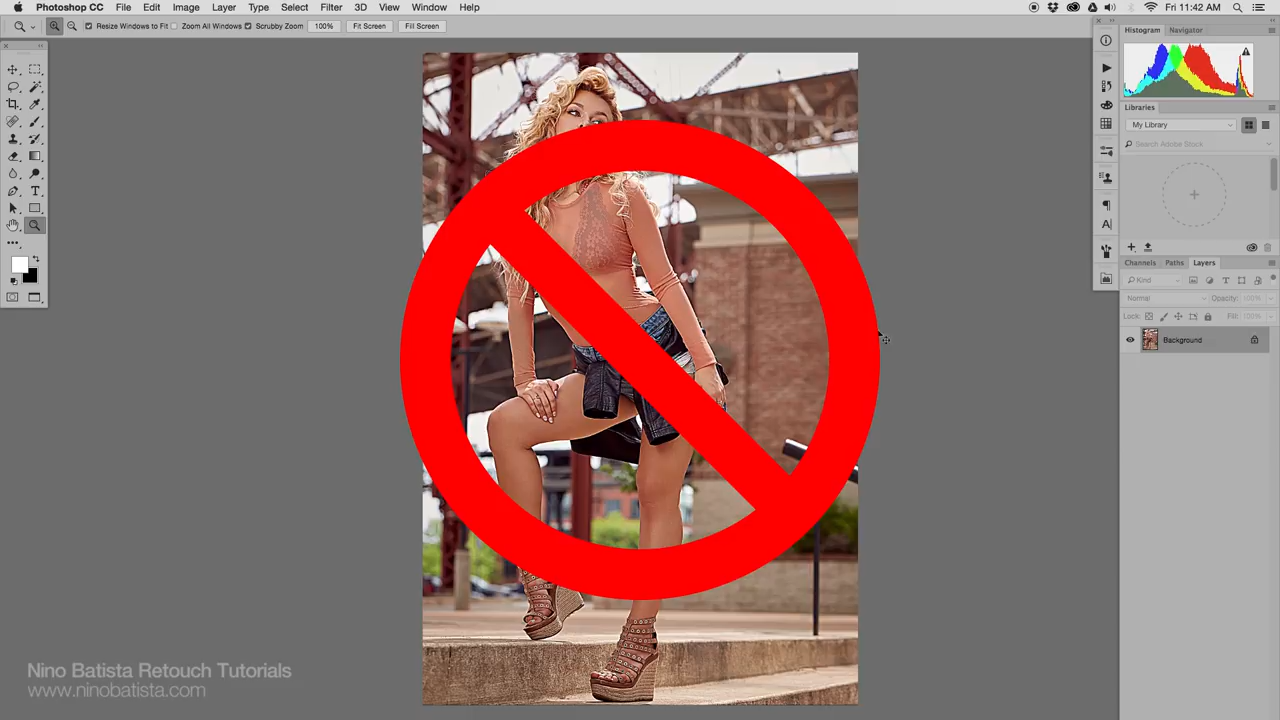 Photoshop CC File Edit Image Layer Type Select Filter 3D View Window Help Fri 11:42 AM
Resize Windows to Fit Zoom All Windows Scrubby Zoom 100% Fit Screen Fill Screen
Histogram Navigator
Libraries
My Library
Search Adobe Stock
Channels Paths Layers
Kind
Normal Opacity: 100%
Lock: Fill: 100%
Background
Nino Batista Retouch Tutorials
www.ninobatista.com